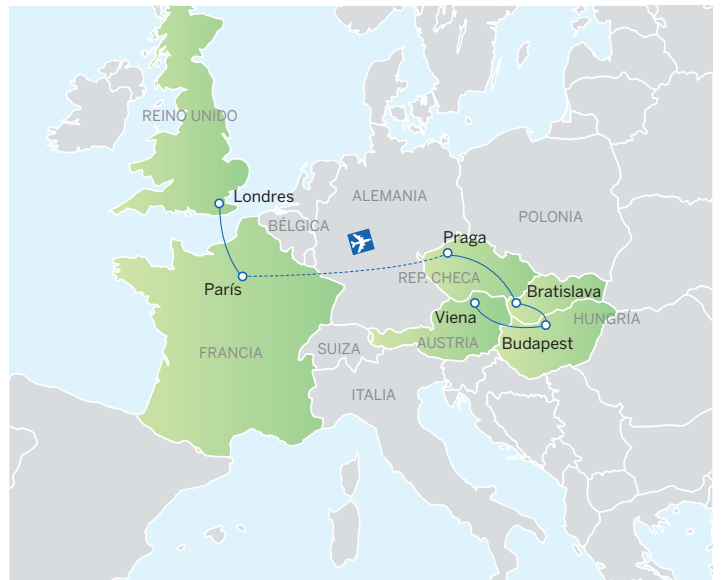 REINO UNIDO
Londres
ALEMANIA
BÉLGICA
POLONIA
Praga
REP. CHECA
París
Bratislava
Viena
HUNGRÍA
Budapest
AUSTRIA
SUIZA
FRANCIA
ITALIA